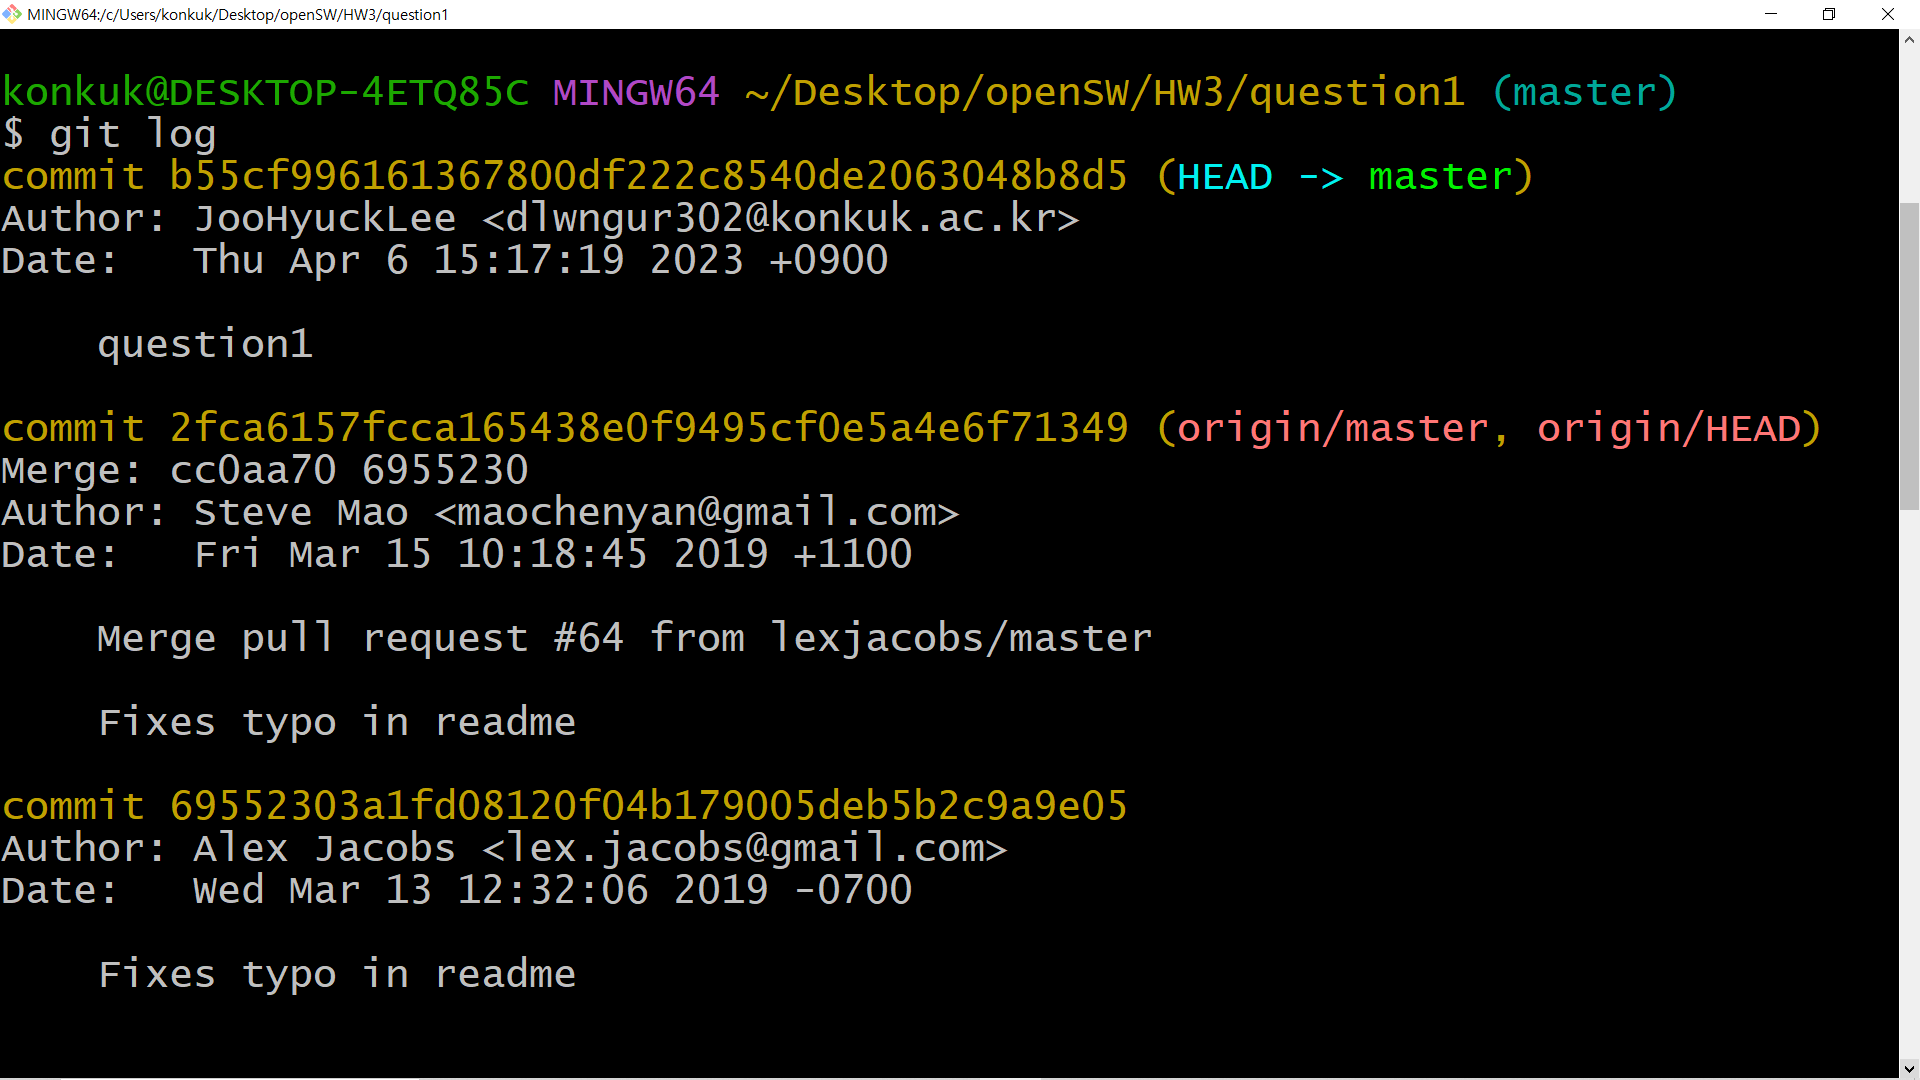 MINGW64:/c/Users/konkuk/Desktop/openSW/HW3/question1
konkuk@DESKTOP-4ETQ85C MINGW64 ~/Desktop/openSW/HW3/question1 (master)
$ git log
commit b55cf996161367800df222c8540de2063048b8d5 (HEAD -> master)
Author: JooHyuckLee <dlwngur302@konkuk.ac.kr>
Date:   Thu Apr 6 15:17:19 2023 +0900
    question1
commit 2fca6157fcca165438e0f9495cf0e5a4e6f71349 (origin/master, origin/HEAD)
Merge: cc0aa70 6955230
Author: Steve Mao <maochenyan@gmail.com>
Date:   Fri Mar 15 10:18:45 2019 +1100
    Merge pull request #64 from lexjacobs/master
    Fixes typo in readme
commit 69552303a1fd08120f04b179005deb5b2c9a9e05
Author: Alex Jacobs <lex.jacobs@gmail.com>
Date:   Wed Mar 13 12:32:06 2019 -0700
    Fixes typo in readme